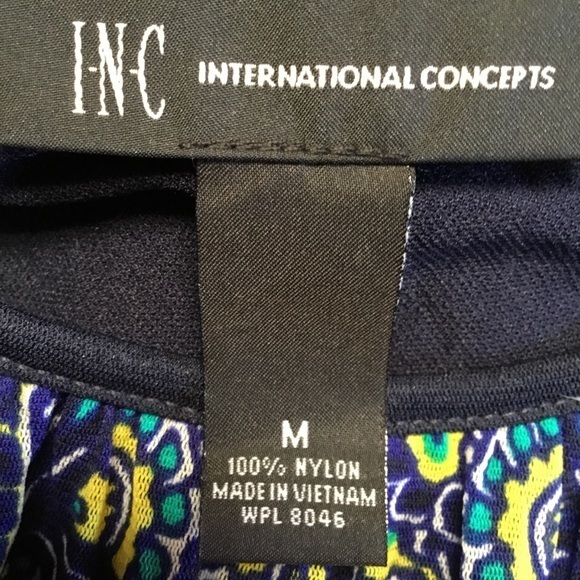 I·N·C INTERNATIONAL CONCEPTS
M
100% NYLON
MADE IN VIETNAM
WPL 8046